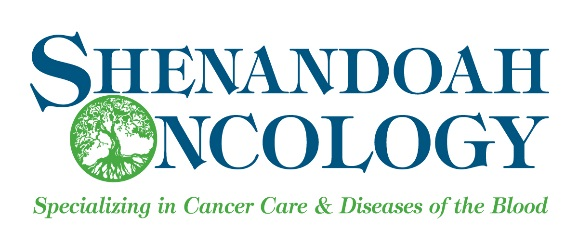 SHENANDOAH
ONCOLOGY
Specializing in Cancer Care & Diseases of the Blood